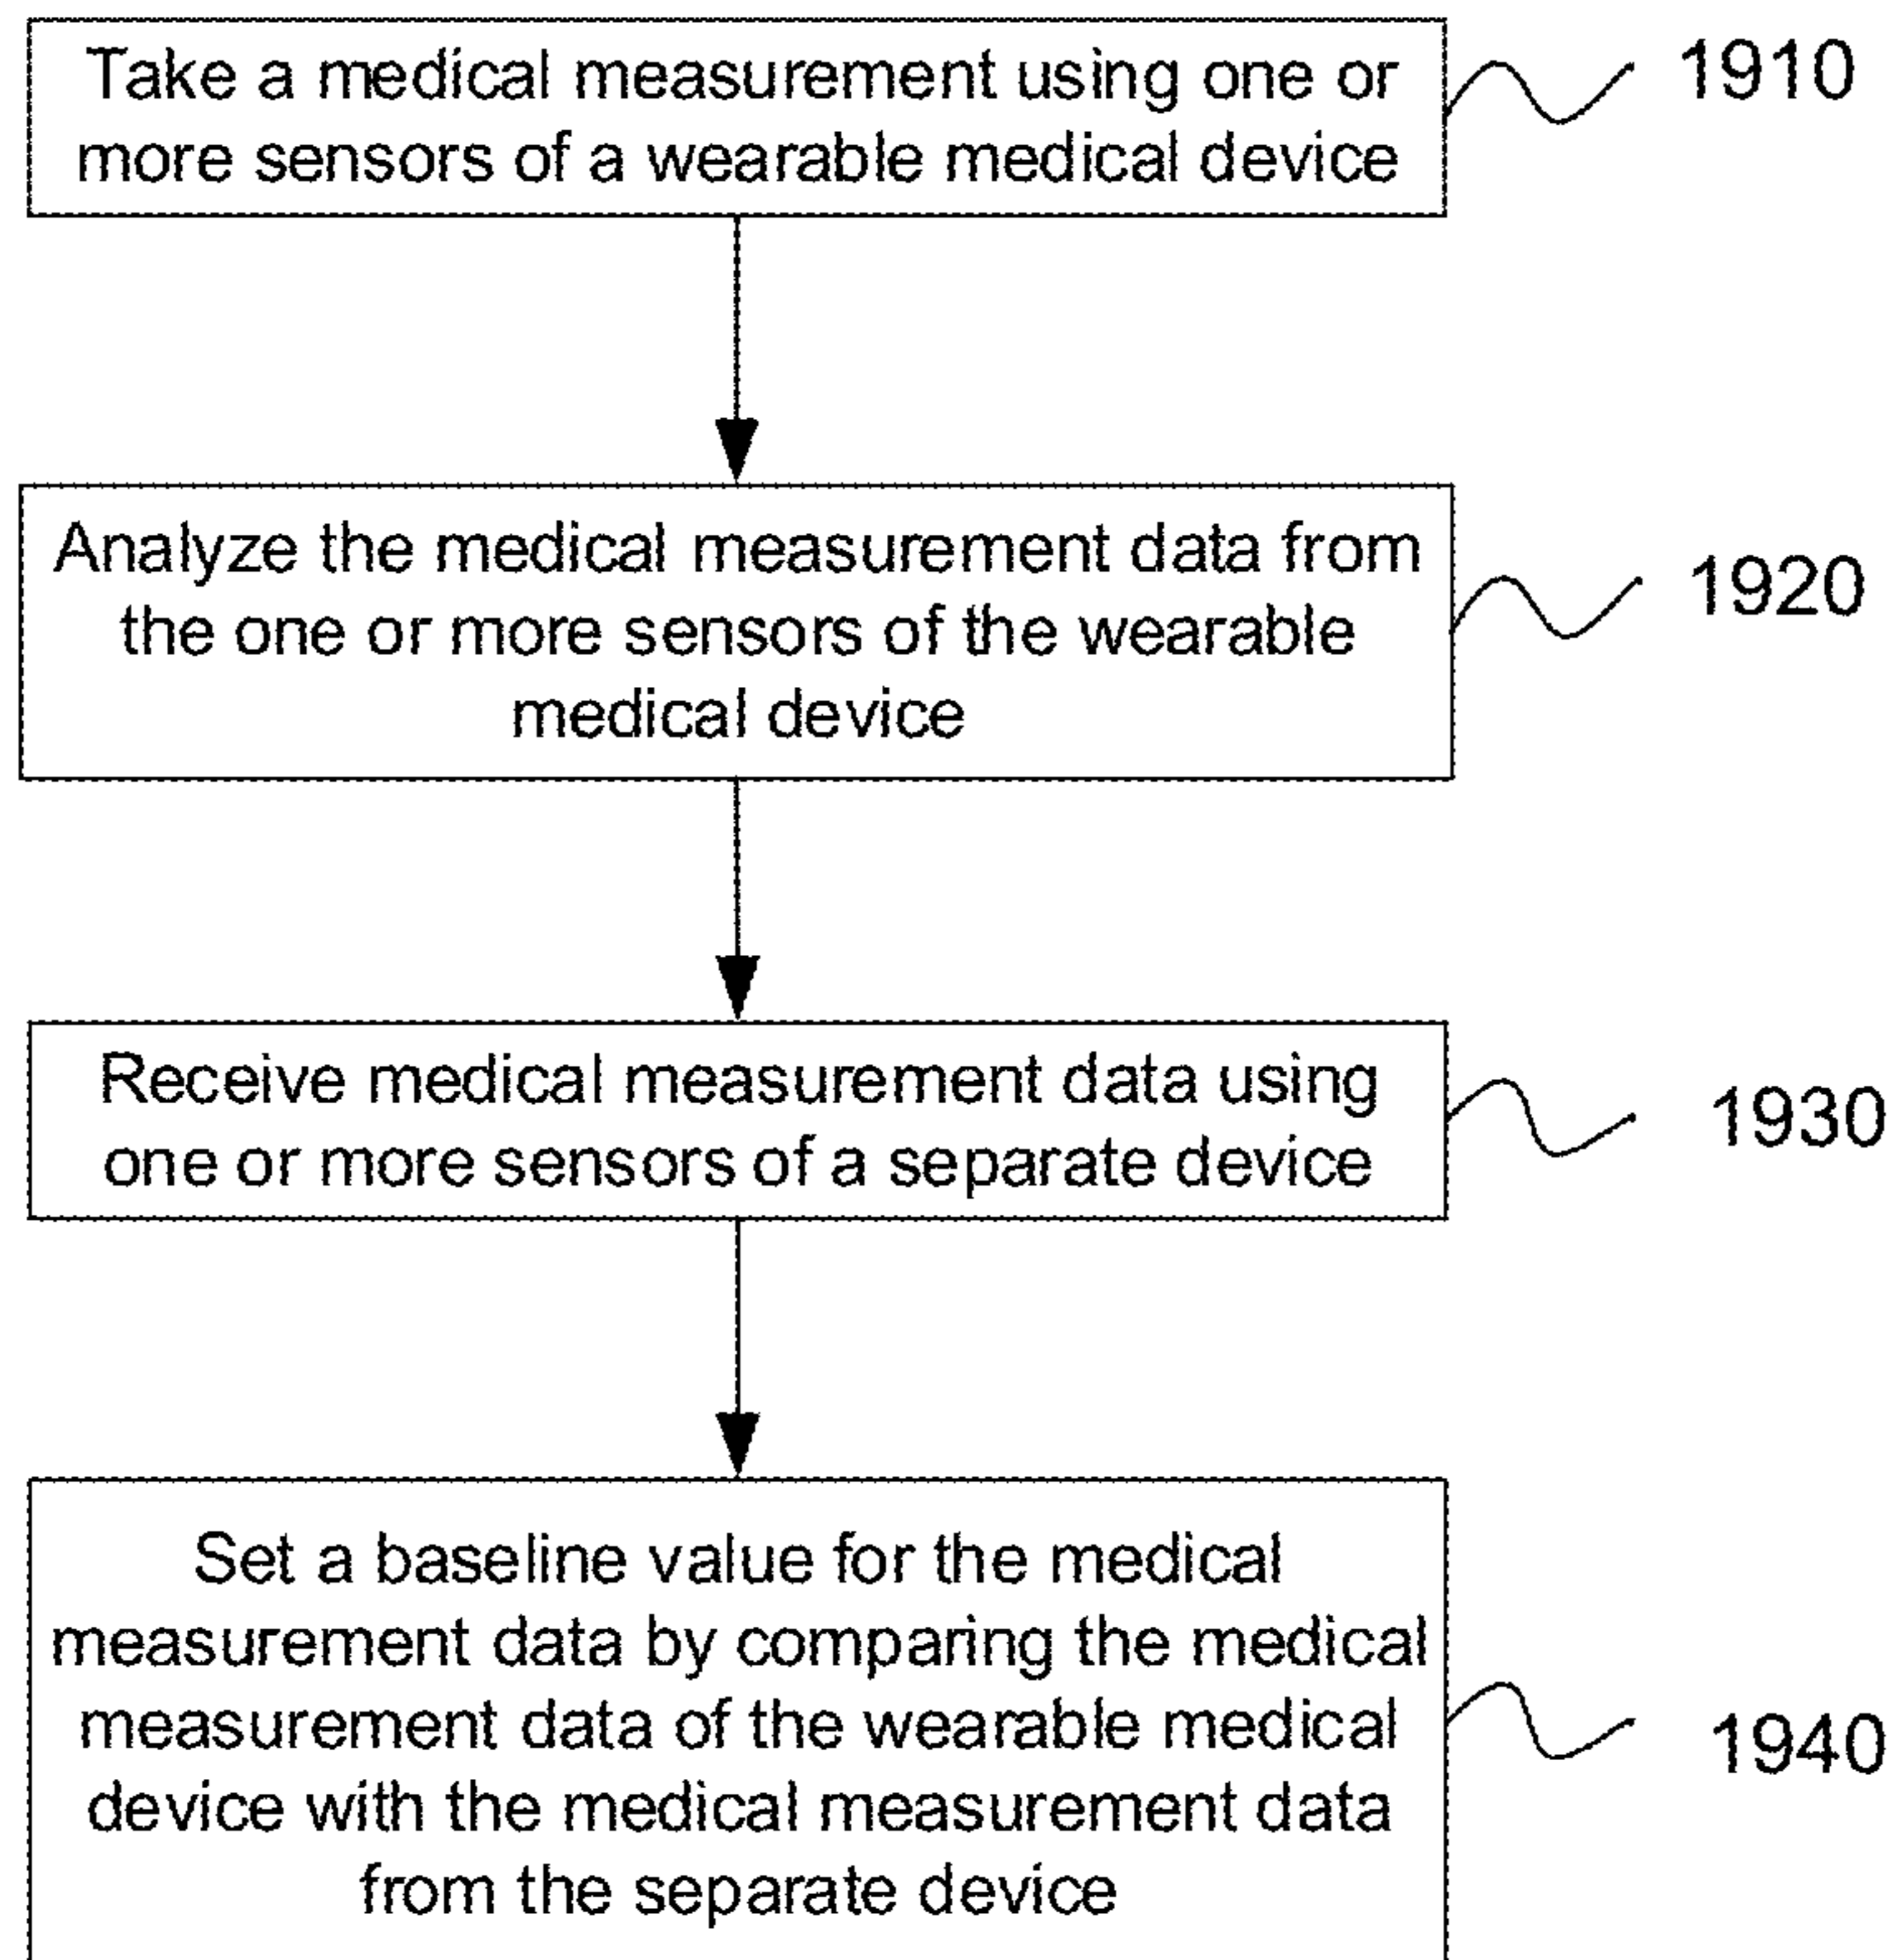 Take a medical measurement using one or
more sensors of a wearable medical device
1910
Analyze the medical measurement data from
the one or more sensors of the wearable
medical device
1920
Receive medical measurement data using
one or more sensors of a separate device
1930
Set a baseline value for the medical
measurement data by comparing the medical
measurement data of the wearable medical
device with the medical measurement data
from the separate device
1940